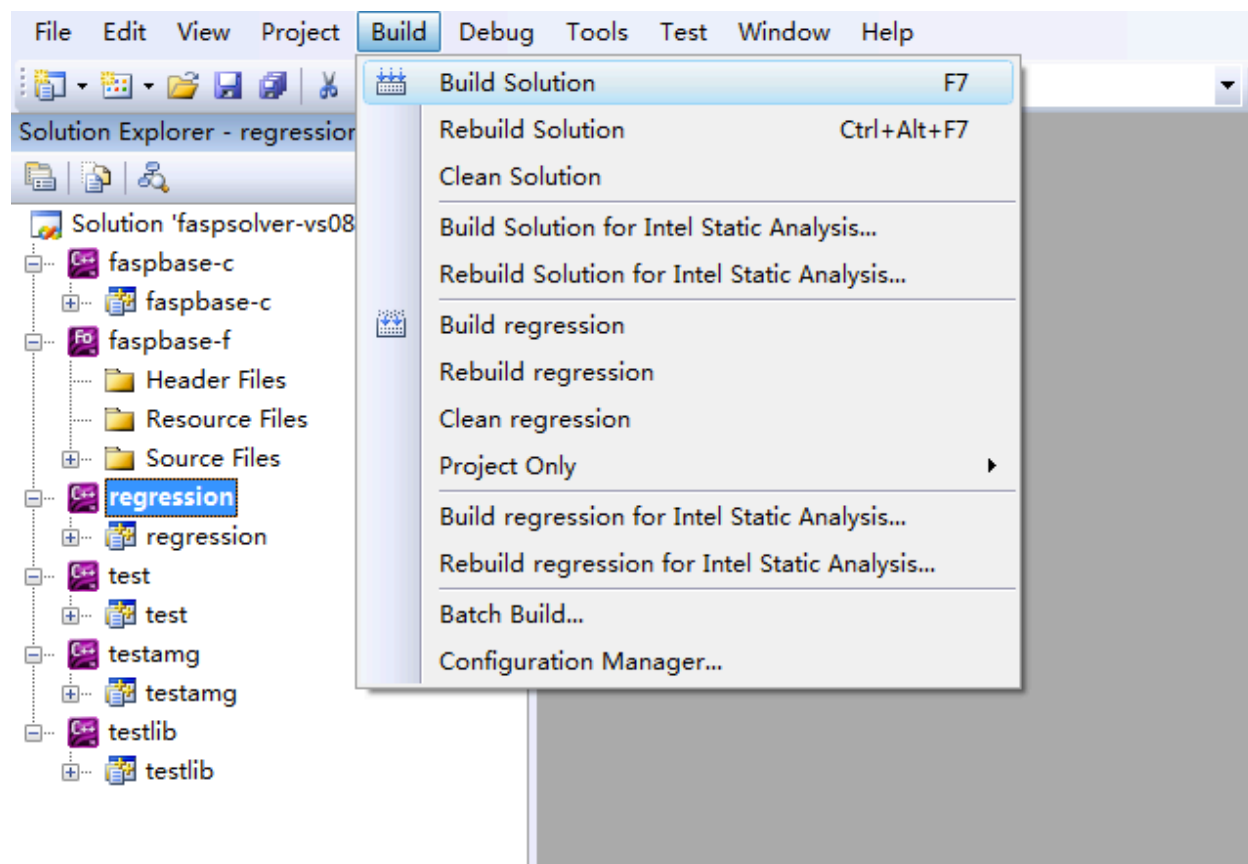 File Edit View Project Build Debug Tools Test Window Help
Build Solution F7
Solution Explorer - regression
Rebuild Solution Ctrl+Alt+F7
Clean Solution
Solution 'faspsolver-vs08
Build Solution for Intel Static Analysis...
faspbase-c
Rebuild Solution for Intel Static Analysis...
faspbase-c
Build regression
faspbase-f
Header Files
Rebuild regression
Resource Files
Clean regression
Source Files
Project Only
regression
Build regression for Intel Static Analysis...
regression
Rebuild regression for Intel Static Analysis...
test
test
Batch Build...
testamg
Configuration Manager...
testamg
testlib
testlib